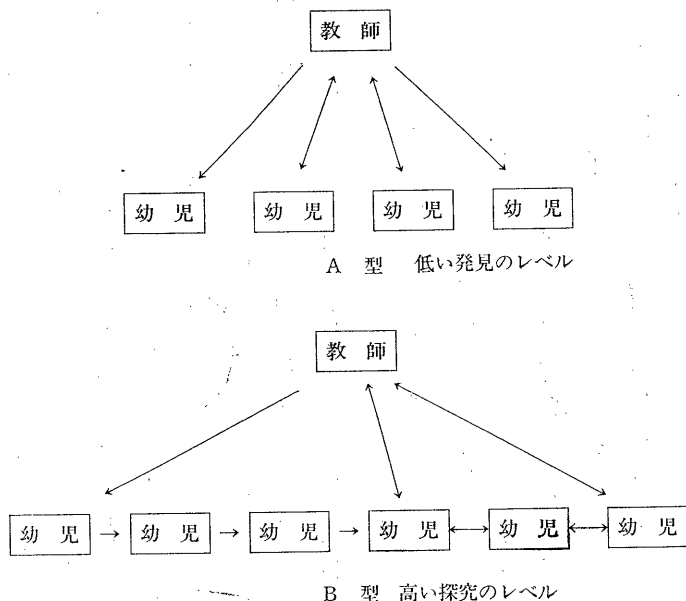 教 師
幼 児 幼 児 幼 児 幼 児
A 型 低い発見のレベル
教 師
幼 児 → 幼 児 → 幼 児 → 幼 児 ↔ 幼 児 ↔ 幼 児
B 型 高い探究のレベル